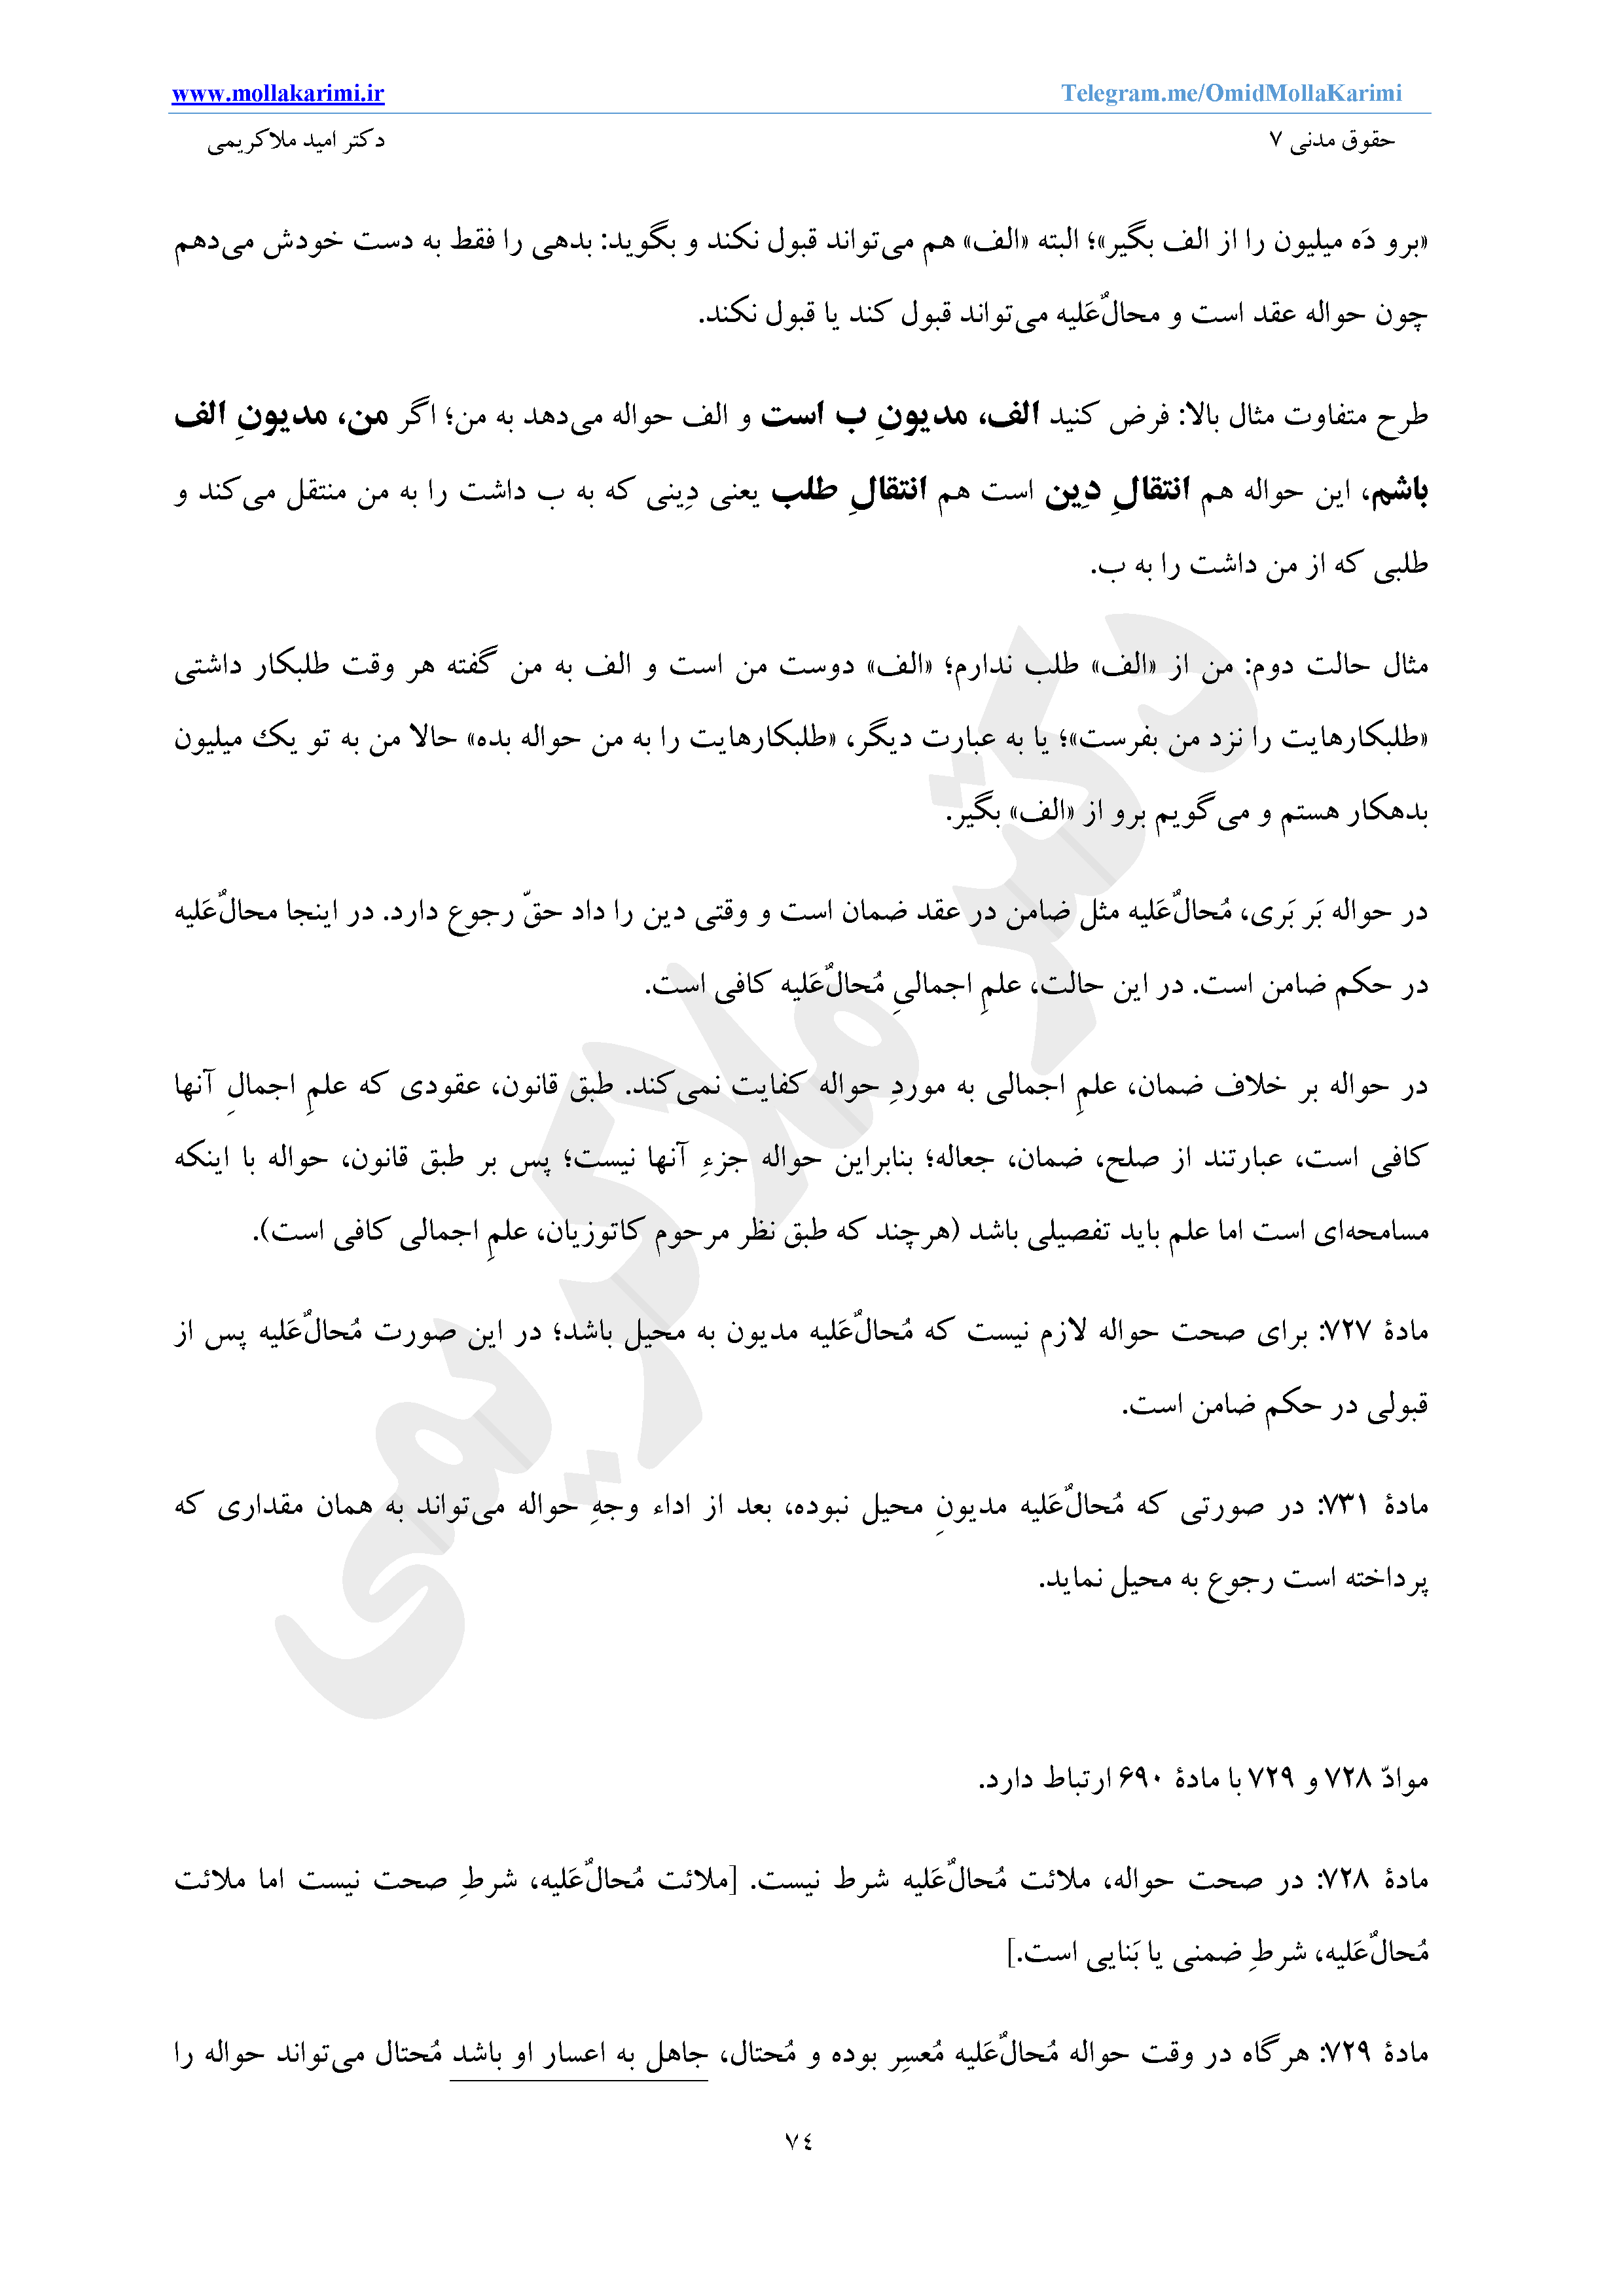 Telegram.me/OmidMollaKarimi www.mollakarimi.ir
حقوق مدنی ۷ دکتر امید ملاکریمی
«برو دَه میلیون را از الف بگیر»؛ البته «الف» هم می‌تواند قبول نکند و بگوید: بدهی را فقط به دست خودش می‌دهم
چون حواله عقد است و محالٌ‌عَلیه می‌تواند قبول کند یا قبول نکند.
طرح متفاوت مثال بالا: فرض کنید الف، مدیونِ ب است و الف حواله می‌دهد به من؛ اگر من، مدیونِ الف
باشم، این حواله هم انتقالِ دِین است هم انتقالِ طلب یعنی دِینی که به ب داشت را به من منتقل می‌کند و
طلبی که از من داشت را به ب.
مثال حالت دوم: من از «الف» طلب ندارم؛ «الف» دوست من است و الف به من گفته هر وقت طلبکار داشتی
«طلبکارهایت را نزد من بفرست»؛ یا به عبارت دیگر، «طلبکارهایت را به من حواله بده» حالا من به تو یک میلیون
بدهکار هستم و می‌گویم برو از «الف» بگیر.
در حواله بَر بَری، مُحالٌ‌عَلیه مثل ضامن در عقد ضمان است و وقتی دین را داد حقّ رجوع دارد. در اینجا محالٌ‌عَلیه
در حکم ضامن است. در این حالت، علمِ اجمالیِ مُحالٌ‌عَلیه کافی است.
در حواله بر خلاف ضمان، علمِ اجمالی به موردِ حواله کفایت نمی‌کند. طبق قانون، عقودی که علمِ اجمالِ آنها
کافی است، عبارتند از صلح، ضمان، جعاله؛ بنابراین حواله جزءِ آنها نیست؛ پس بر طبق قانون، حواله با اینکه
مسامحه‌ای است اما علم باید تفصیلی باشد (هرچند که طبق نظر مرحوم کاتوزیان، علمِ اجمالی کافی است).
مادۀ ۷۲۷: برای صحت حواله لازم نیست که مُحالٌ‌عَلیه مدیون به محیل باشد؛ در این صورت مُحالٌ‌عَلیه پس از
قبولی در حکم ضامن است.
مادۀ ۷۳۱: در صورتی که مُحالٌ‌عَلیه مدیونِ محیل نبوده، بعد از اداء وجهِ حواله می‌تواند به همان مقداری که
پرداخته است رجوع به محیل نماید.
موادّ ۷۲۸ و ۷۲۹ با مادۀ ۶۹۰ ارتباط دارد.
مادۀ ۷۲۸: در صحت حواله، ملائت مُحالٌ‌عَلیه شرط نیست. [ملائت مُحالٌ‌عَلیه، شرطِ صحت نیست اما ملائت
مُحالٌ‌عَلیه، شرطِ ضمنی یا بَنایی است.]
مادۀ ۷۲۹: هرگاه در وقت حواله مُحالٌ‌عَلیه مُعسِر بوده و مُحتال، جاهل به اعسار او باشد مُحتال می‌تواند حواله را
٧٤
دکتر ملاکریمی